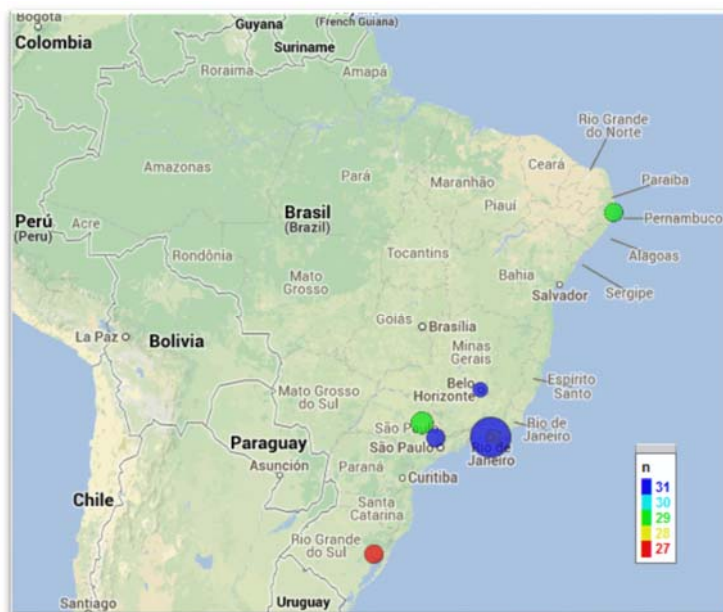 Bogotá
Colombia
Guyana
(French Guiana)
Suriname
Roraima
Amapá
Rio Grande
do Norte
Amazonas
Pará
Maranhão
Ceará
Paraíba
Perú
(Peru)
Acre
Brasil
(Brazil)
Piauí
Pernambuco
Rondônia
Tocantins
Alagoas
Mato
Grosso
Bahia
Sergipe
Salvador
La Paz
Bolivia
Goiás
Brasília
Minas
Gerais
Mato Grosso
do Sul
Belo
Horizonte
Espírito
Santo
São Paulo
São Paulo
Rio de
Janeiro
Rio de
Janeiro
Paraguay
Asunción
Paraná
Curitiba
Chile
Santa
Catarina
Rio Grande
do Sul
Santiago
Uruguay
n
31
30
29
28
27